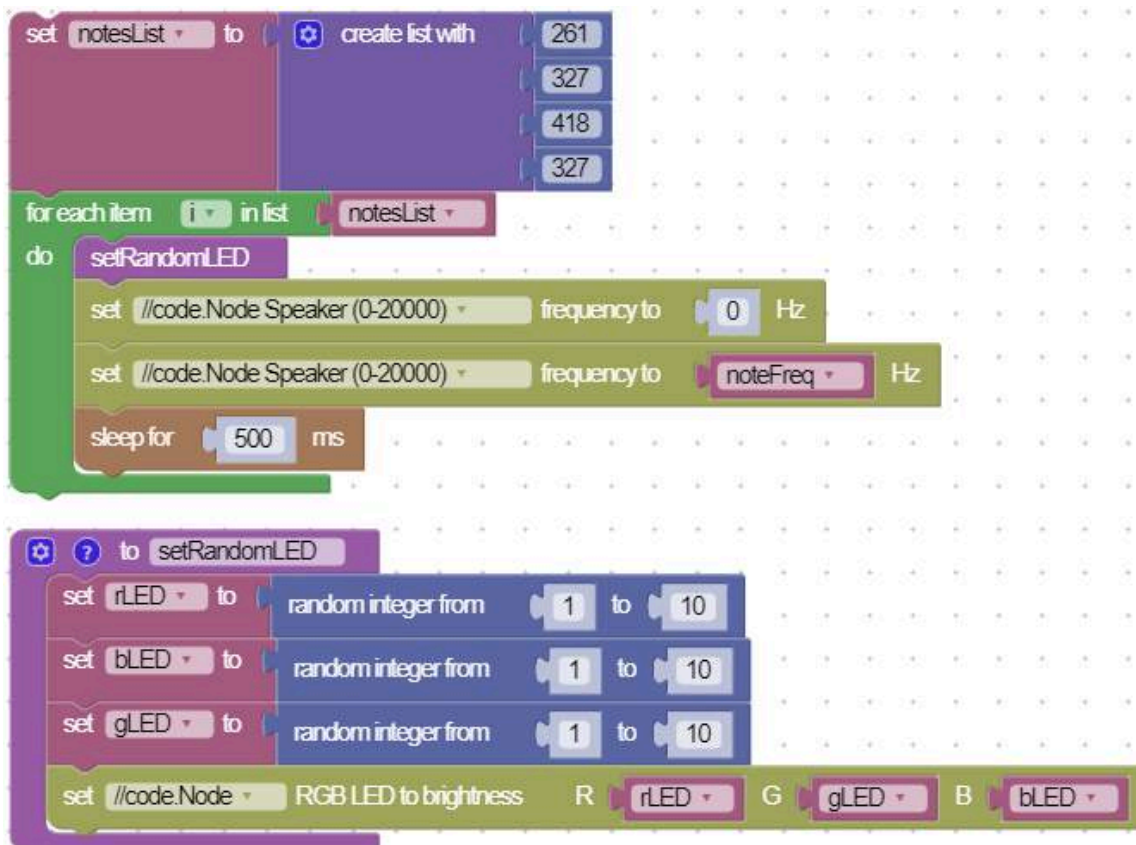 set notesList to create list with 261
327
418
327
for each item i in list notesList
do setRandomLED
set //code.Node Speaker (0-20000) frequency to 0 Hz
set //code.Node Speaker (0-20000) frequency to noteFreq Hz
sleep for 500 ms
? to setRandomLED
set rLED to random integer from 1 to 10
set bLED to random integer from 1 to 10
set gLED to random integer from 1 to 10
set //code.Node RGB LED to brightness R rLED G gLED B bLED